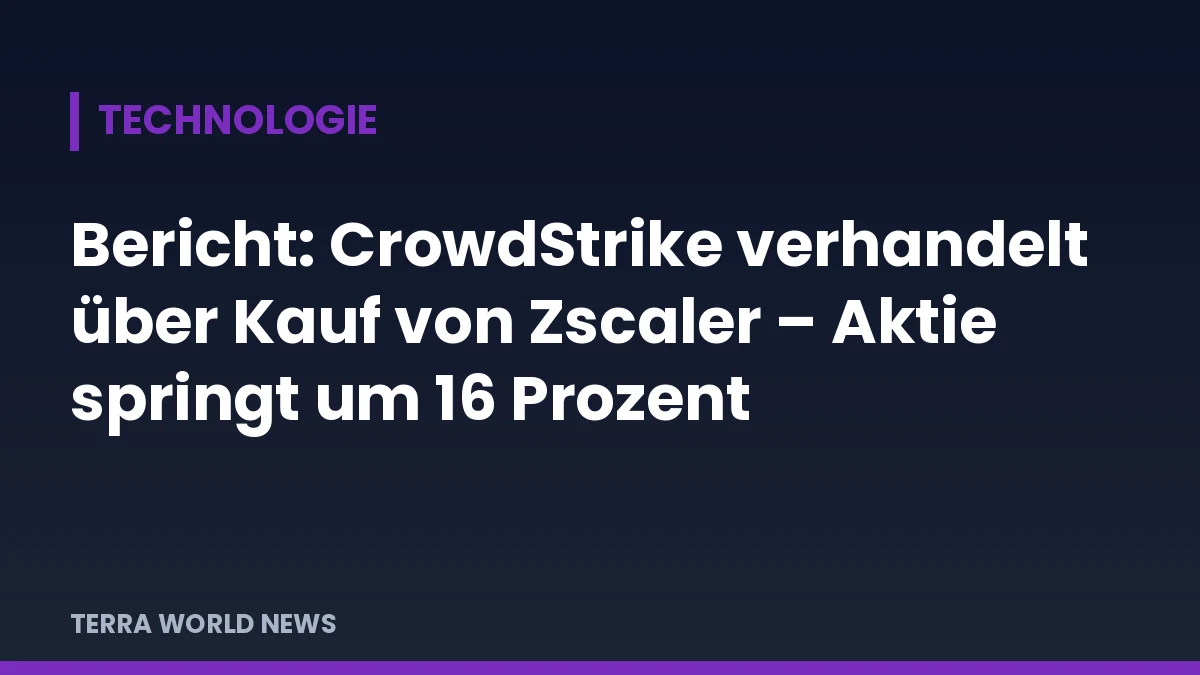 TECHNOLOGIE
Bericht: CrowdStrike verhandelt
über Kauf von Zscaler – Aktie
springt um 16 Prozent
TERRA WORLD NEWS